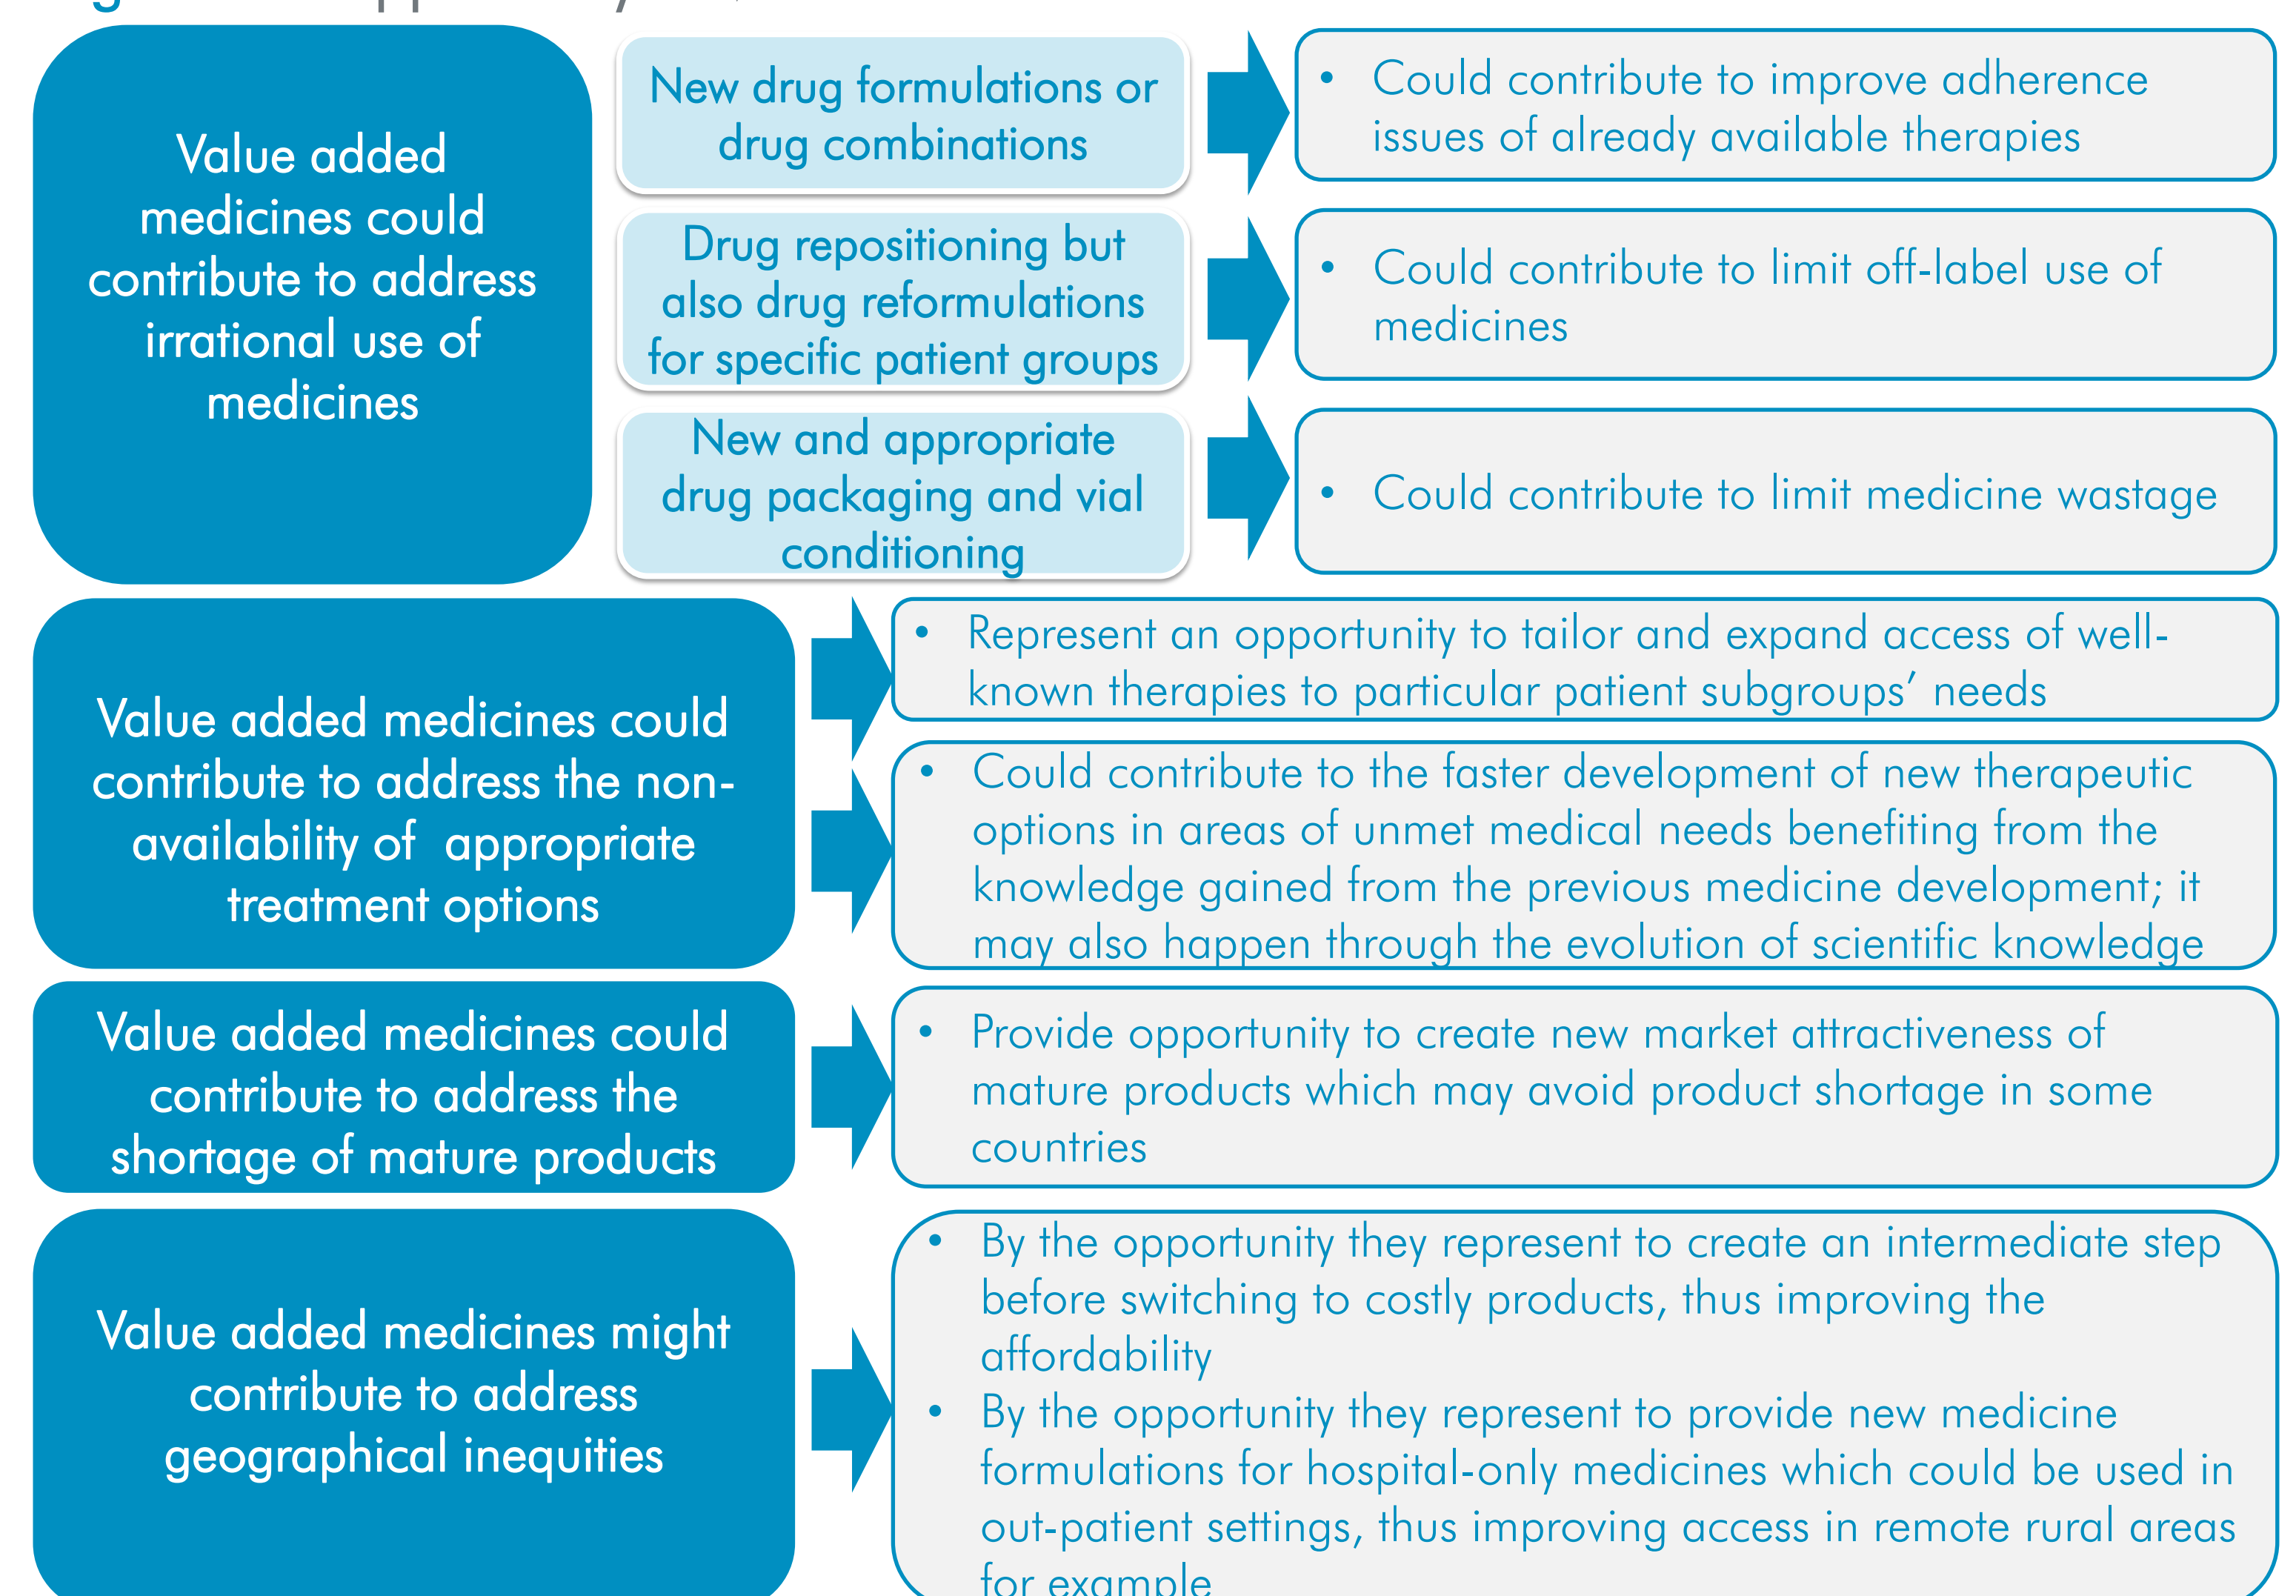 Value added
medicines could
contribute to address
irrational use of
medicines
New drug formulations or
drug combinations
• Could contribute to improve adherence
issues of already available therapies
Drug repositioning but
also drug reformulations
for specific patient groups
• Could contribute to limit off-label use of
medicines
New and appropriate
drug packaging and vial
conditioning
• Could contribute to limit medicine wastage
Value added medicines could
contribute to address the non-
availability of appropriate
treatment options
• Represent an opportunity to tailor and expand access of well-
known therapies to particular patient subgroups’ needs
• Could contribute to the faster development of new therapeutic
options in areas of unmet medical needs benefiting from the
knowledge gained from the previous medicine development; it
may also happen through the evolution of scientific knowledge
Value added medicines could
contribute to address the
shortage of mature products
• Provide opportunity to create new market attractiveness of
mature products which may avoid product shortage in some
countries
Value added medicines might
contribute to address
geographical inequities
• By the opportunity they represent to create an intermediate step
before switching to costly products, thus improving the
affordability
• By the opportunity they represent to provide new medicine
formulations for hospital-only medicines which could be used in
out-patient settings, thus improving access in remote rural areas
for example